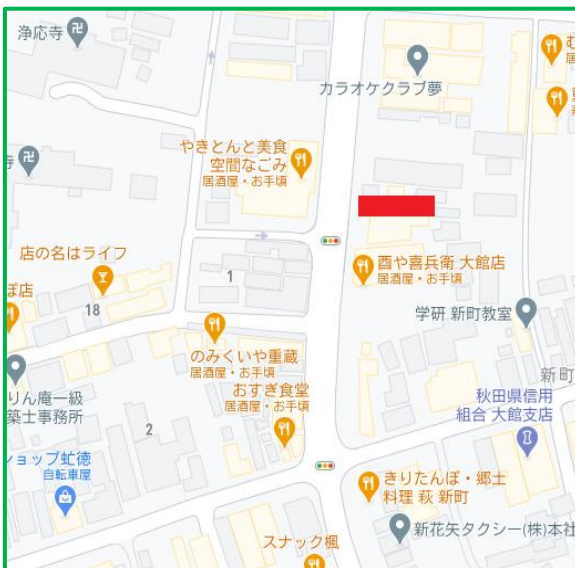 浄応寺
カラオケクラブ夢
やきとんと美食
空間なごみ
居酒屋・お手頃
寺
店の名はライフ
酉や喜兵衛 大館店
居酒屋・お手頃
1
18
ぽ店
学研 新町教室
のみくいや重蔵
居酒屋・お手頃
おすぎ食堂
居酒屋・お手頃
りん庵一級
築士事務所
新町
秋田県信用
組合 大館支店
2
ショップ虻徳
自転車屋
きりたんぽ・郷土
料理 萩 新町
新花矢タクシー(株)本社
スナック楓